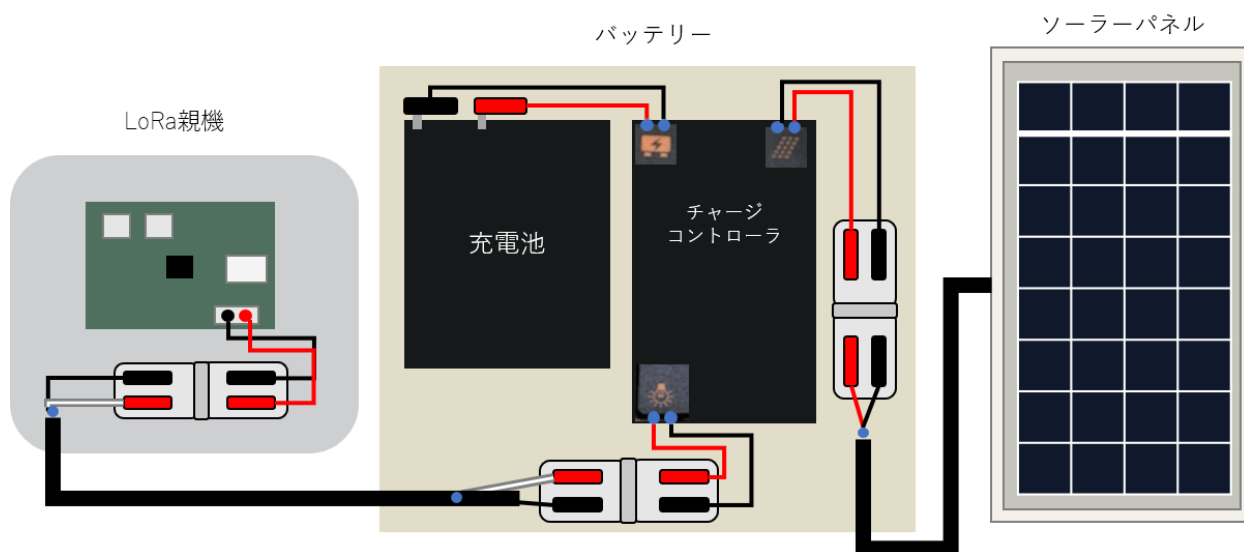 ソーラーパネル
バッテリー
LoRa親機
充電池
チャージ
コントローラ